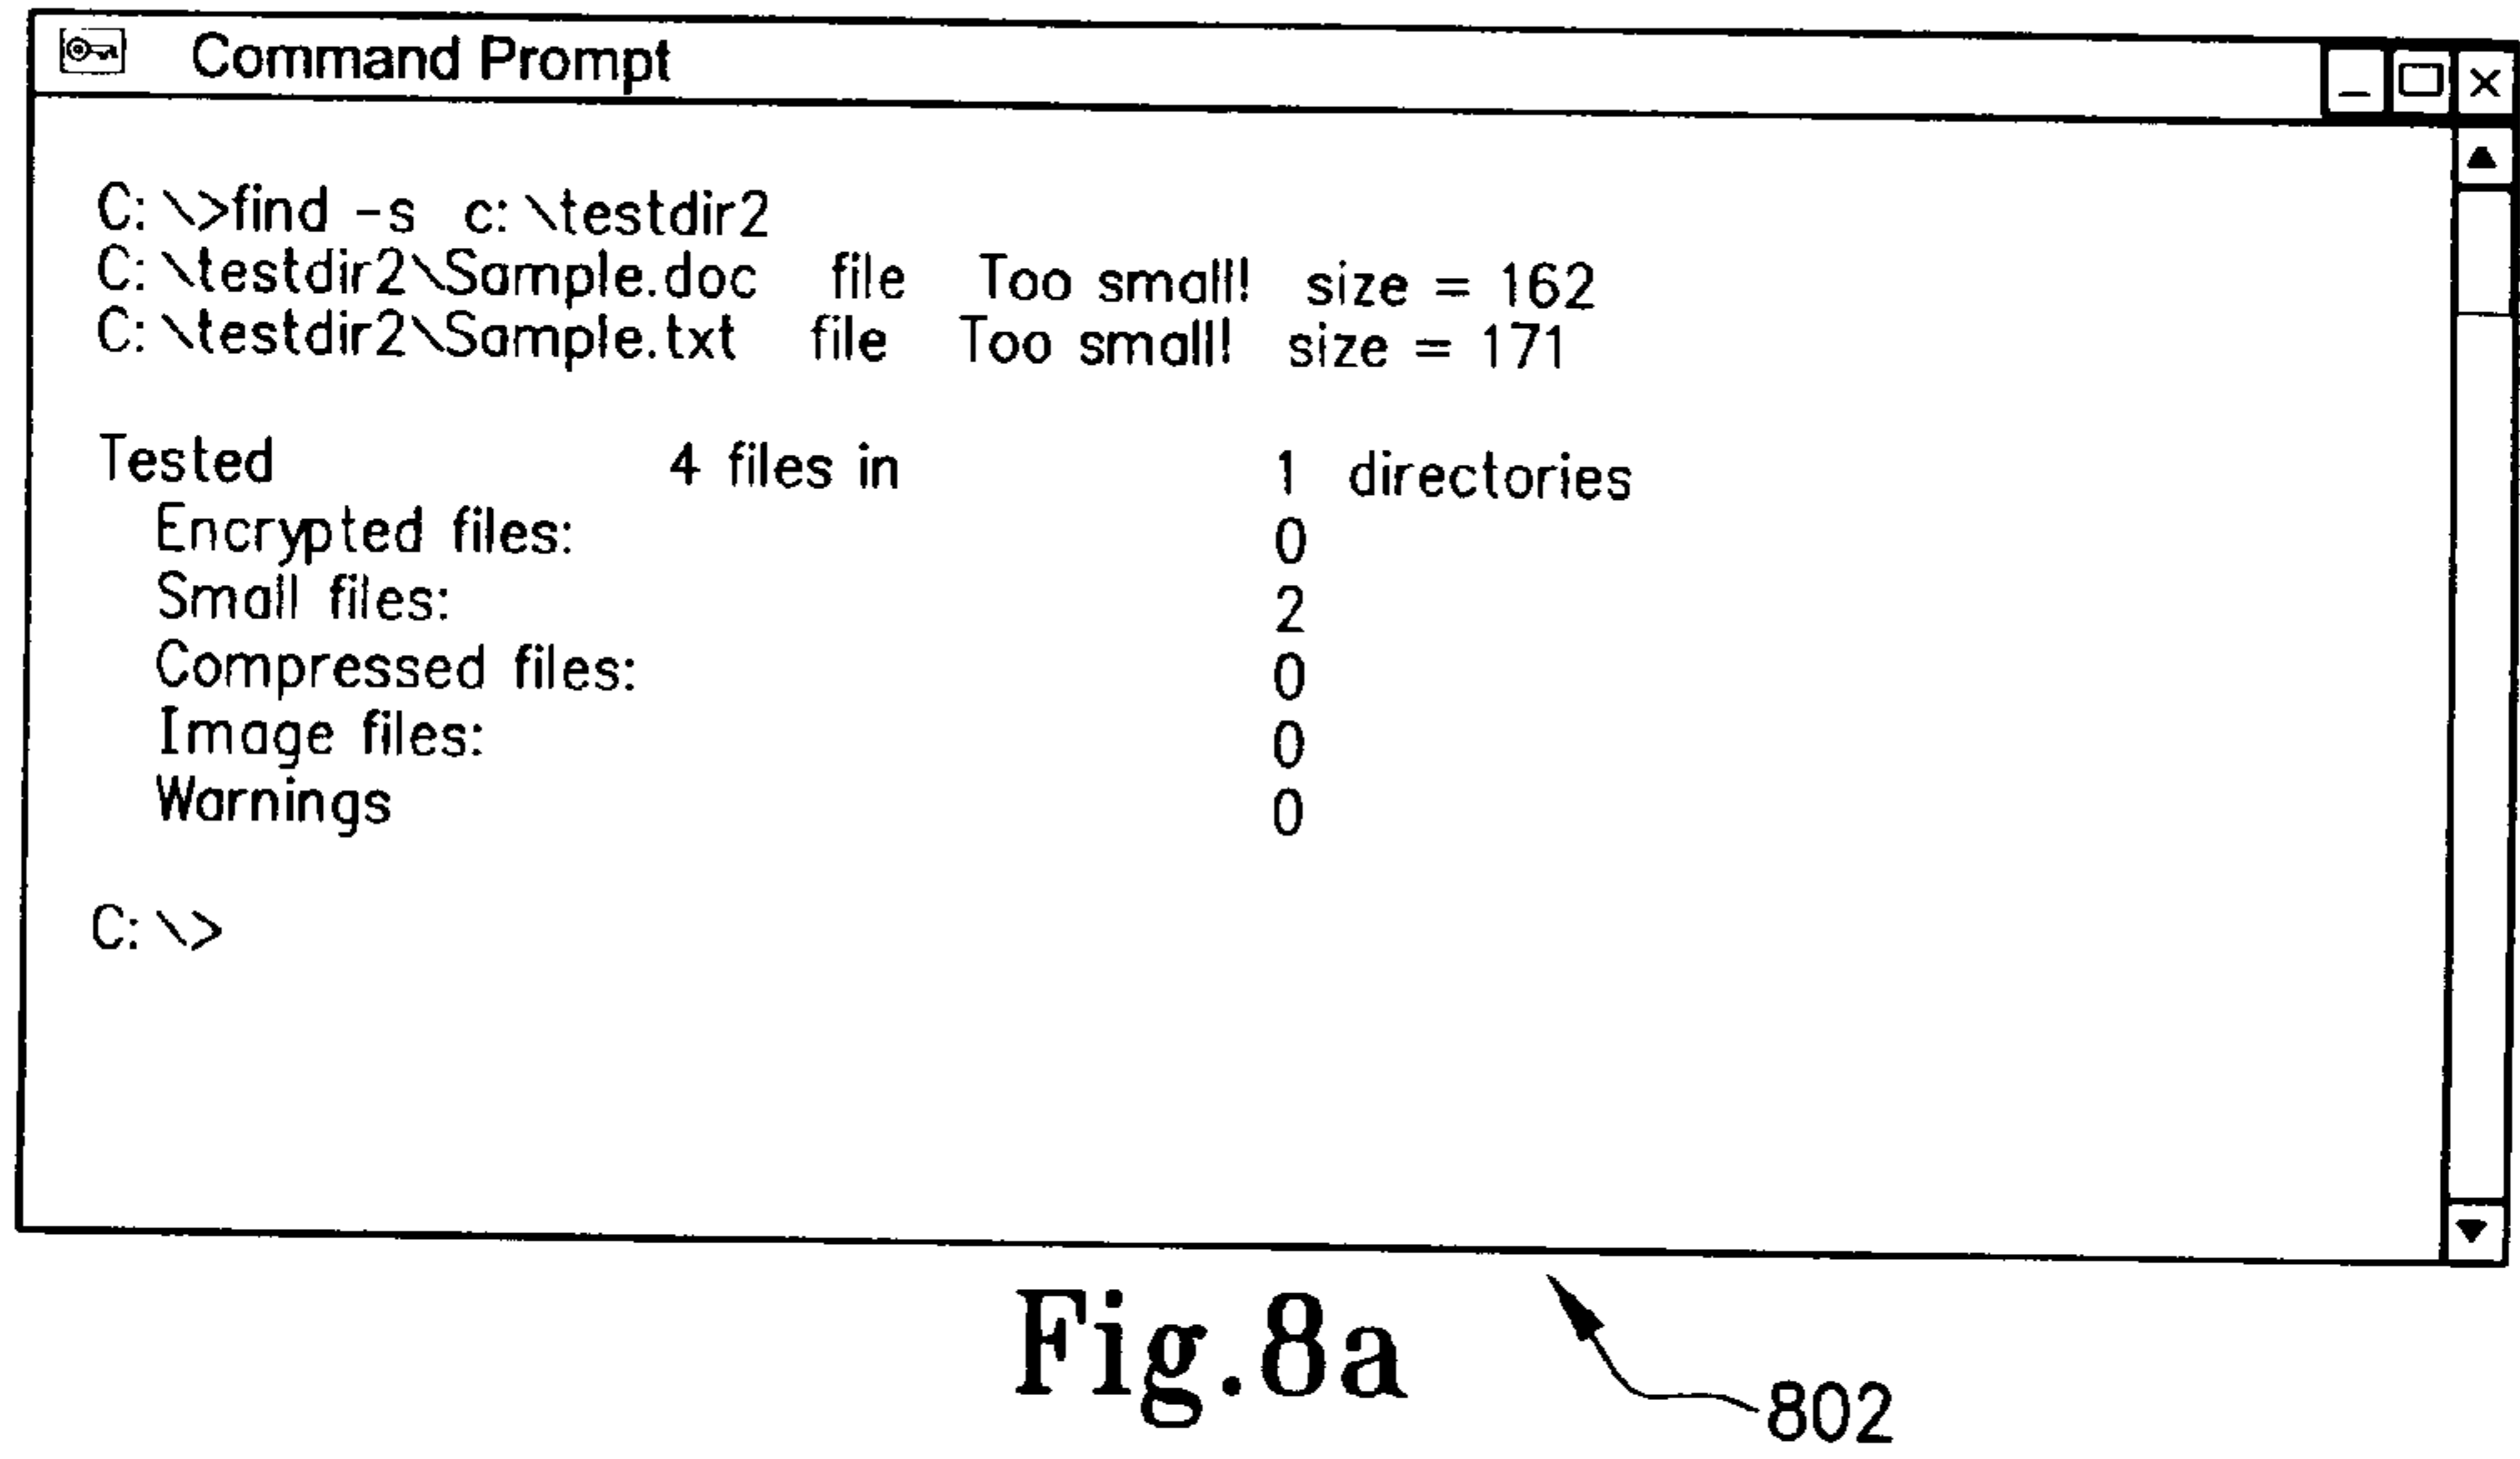 Command Prompt
C:\>find -s c:\testdir2
C:\testdir2\Sample.doc file Too small! size = 162
C:\testdir2\Sample.txt file Too small! size = 171
Tested 4 files in 1 directories
Encrypted files: 0
Small files: 2
Compressed files: 0
Image files: 0
Warnings 0
C:\>
Fig.8a
802